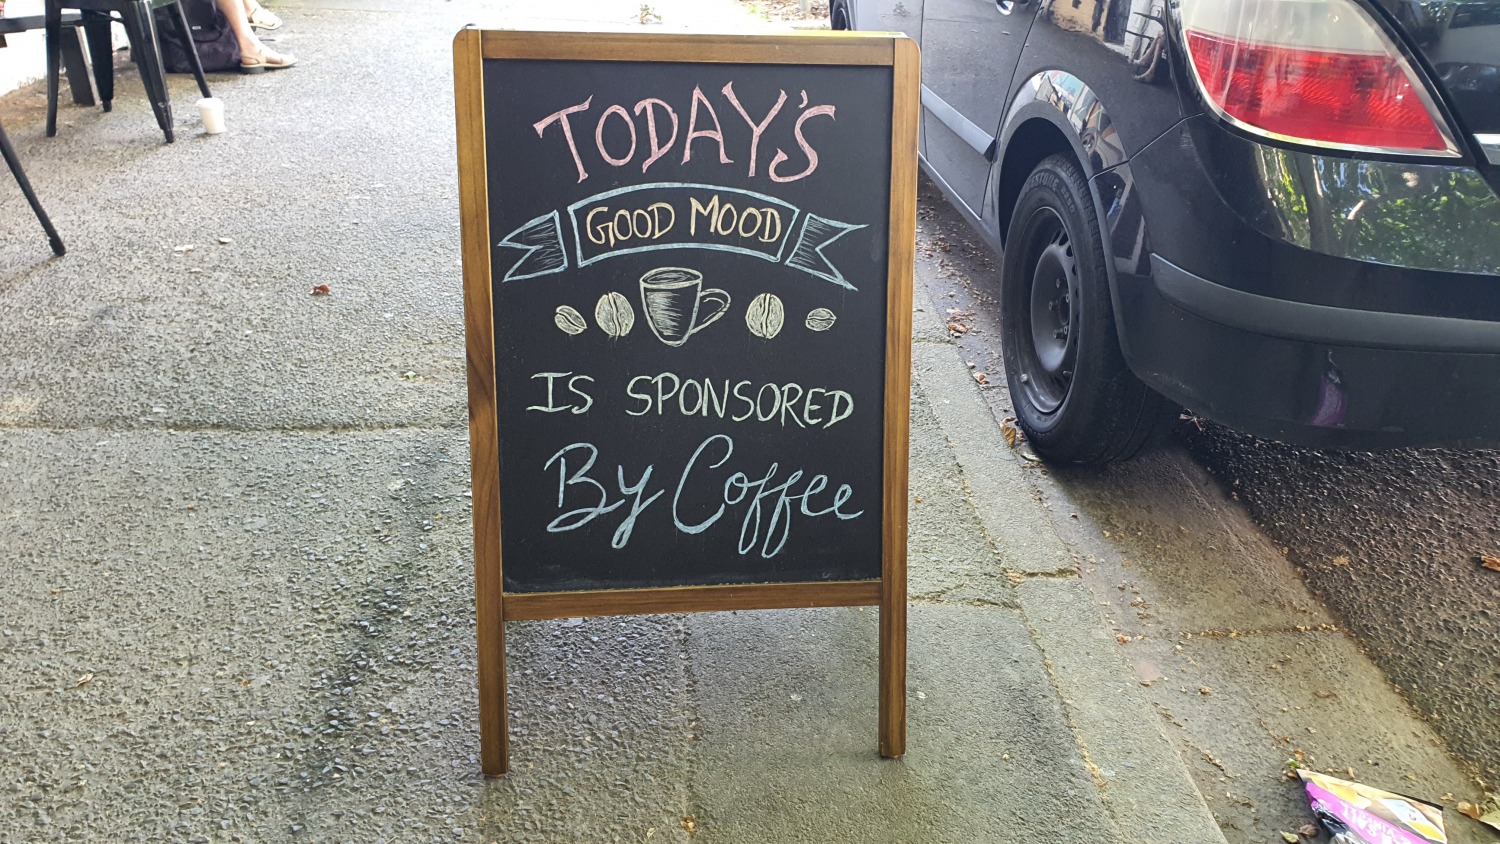 TODAY'S
GOOD MOOD
IS SPONSORED
By Coffee